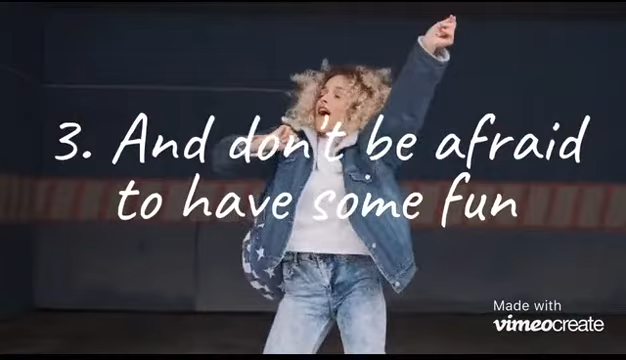 3. And don't be afraid
to have some fun
Made with
vimeocreate